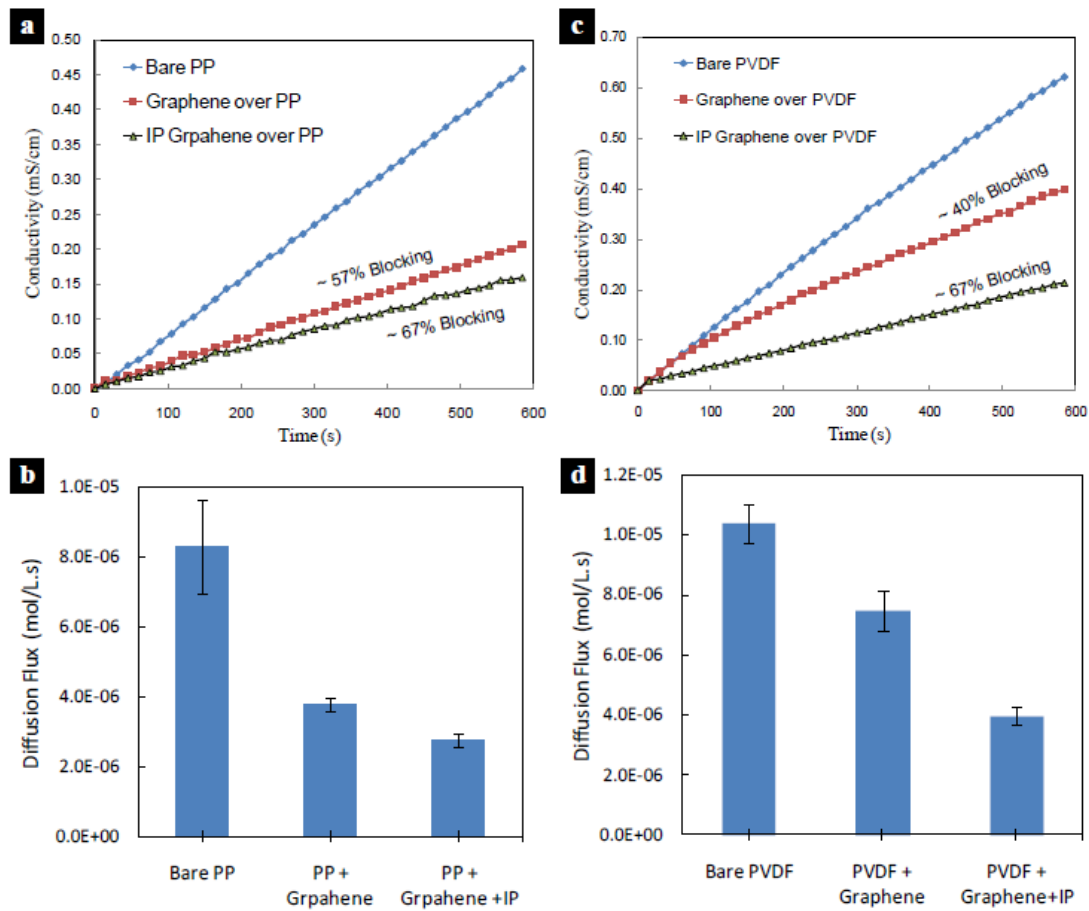 a
Conductivity (mS/cm)
0.50
0.45
0.40
0.35
0.30
0.25
0.20
0.15
0.10
0.05
0.00
Bare PP
Graphene over PP
IP Grpahene over PP
~ 57% Blocking
~ 67% Blocking
0 100 200 300 400 500 600
Time (s)
c
Conductivity (mS/cm)
0.70
0.60
0.50
0.40
0.30
0.20
0.10
0.00
Bare PVDF
Graphene over PVDF
IP Graphene over PVDF
~ 40% Blocking
~ 67% Blocking
0 100 200 300 400 500 600
Time (s)
b
Diffusion Flux (mol/L.s)
1.0E-05
8.0E-06
6.0E-06
4.0E-06
2.0E-06
0.0E+00
Bare PP
PP +
Grpahene
PP +
Grpahene +IP
d
Diffusion Flux (mol/L.s)
1.2E-05
1.0E-05
8.0E-06
6.0E-06
4.0E-06
2.0E-06
0.0E+00
Bare PVDF
PVDF +
Graphene
PVDF +
Graphene+IP